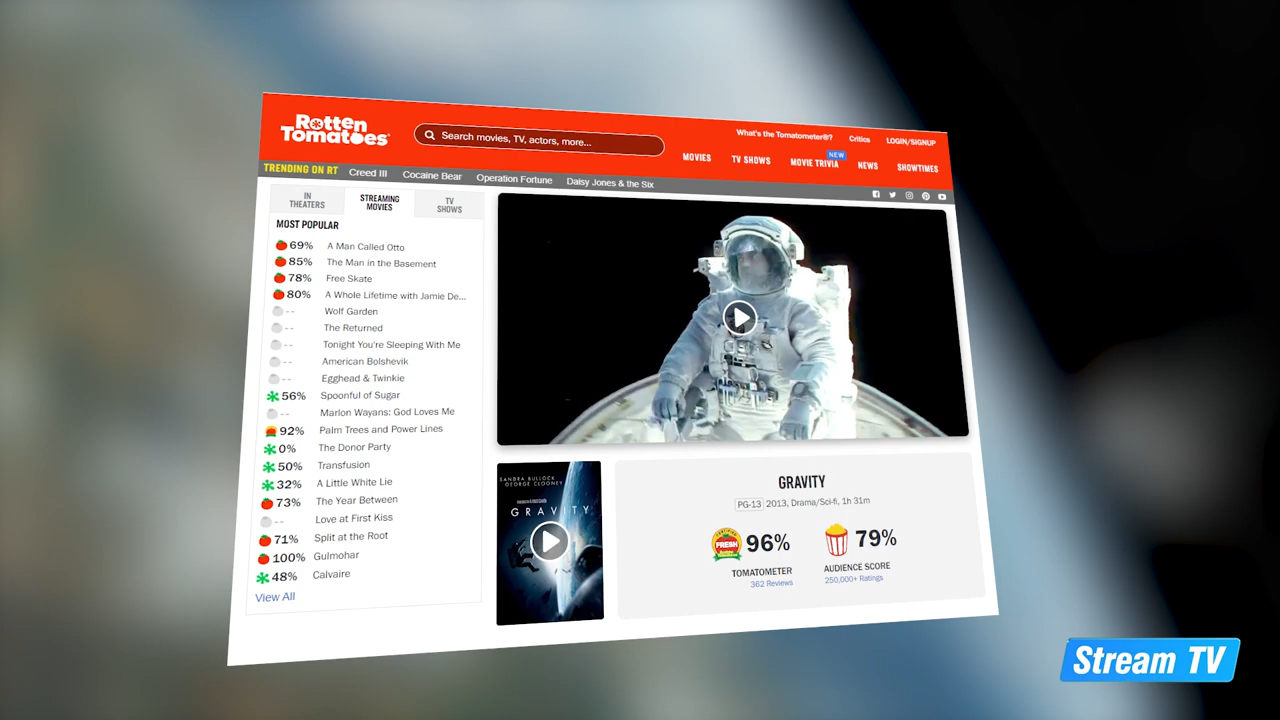 Rotten
Tomatoes
Search movies, TV, actors, more...
What's the Tomatometer®?
Critics
LOGIN/SIGNUP
MOVIES
TV SHOWS
MOVIE TRIVIA
NEW
NEWS
SHOWTIMES
TRENDING ON RT
Creed III
Cocaine Bear
Operation Fortune
Daisy Jones & the Six
IN
THEATERS
STREAMING
MOVIES
TV
SHOWS
MOST POPULAR
69% A Man Called Otto
85% The Man in the Basement
78% Free Skate
80% A Whole Lifetime with Jamie De...
-- Wolf Garden
-- The Returned
-- Tonight You're Sleeping With Me
-- American Bolshevik
-- Egghead & Twinkie
56% Spoonful of Sugar
-- Marlon Wayans: God Loves Me
92% Palm Trees and Power Lines
0% The Donor Party
50% Transfusion
32% A Little White Lie
73% The Year Between
-- Love at First Kiss
71% Split at the Root
100% Gulmohar
48% Calvaire
View All
SANDRA BULLOCK
GEORGE CLOONEY
GRAVITY
GRAVITY
PG-13 2013, Drama/Sci-fi, 1h 31m
FRESH
96%
TOMATOMETER
362 Reviews
79%
AUDIENCE SCORE
250,000+ Ratings
Stream TV